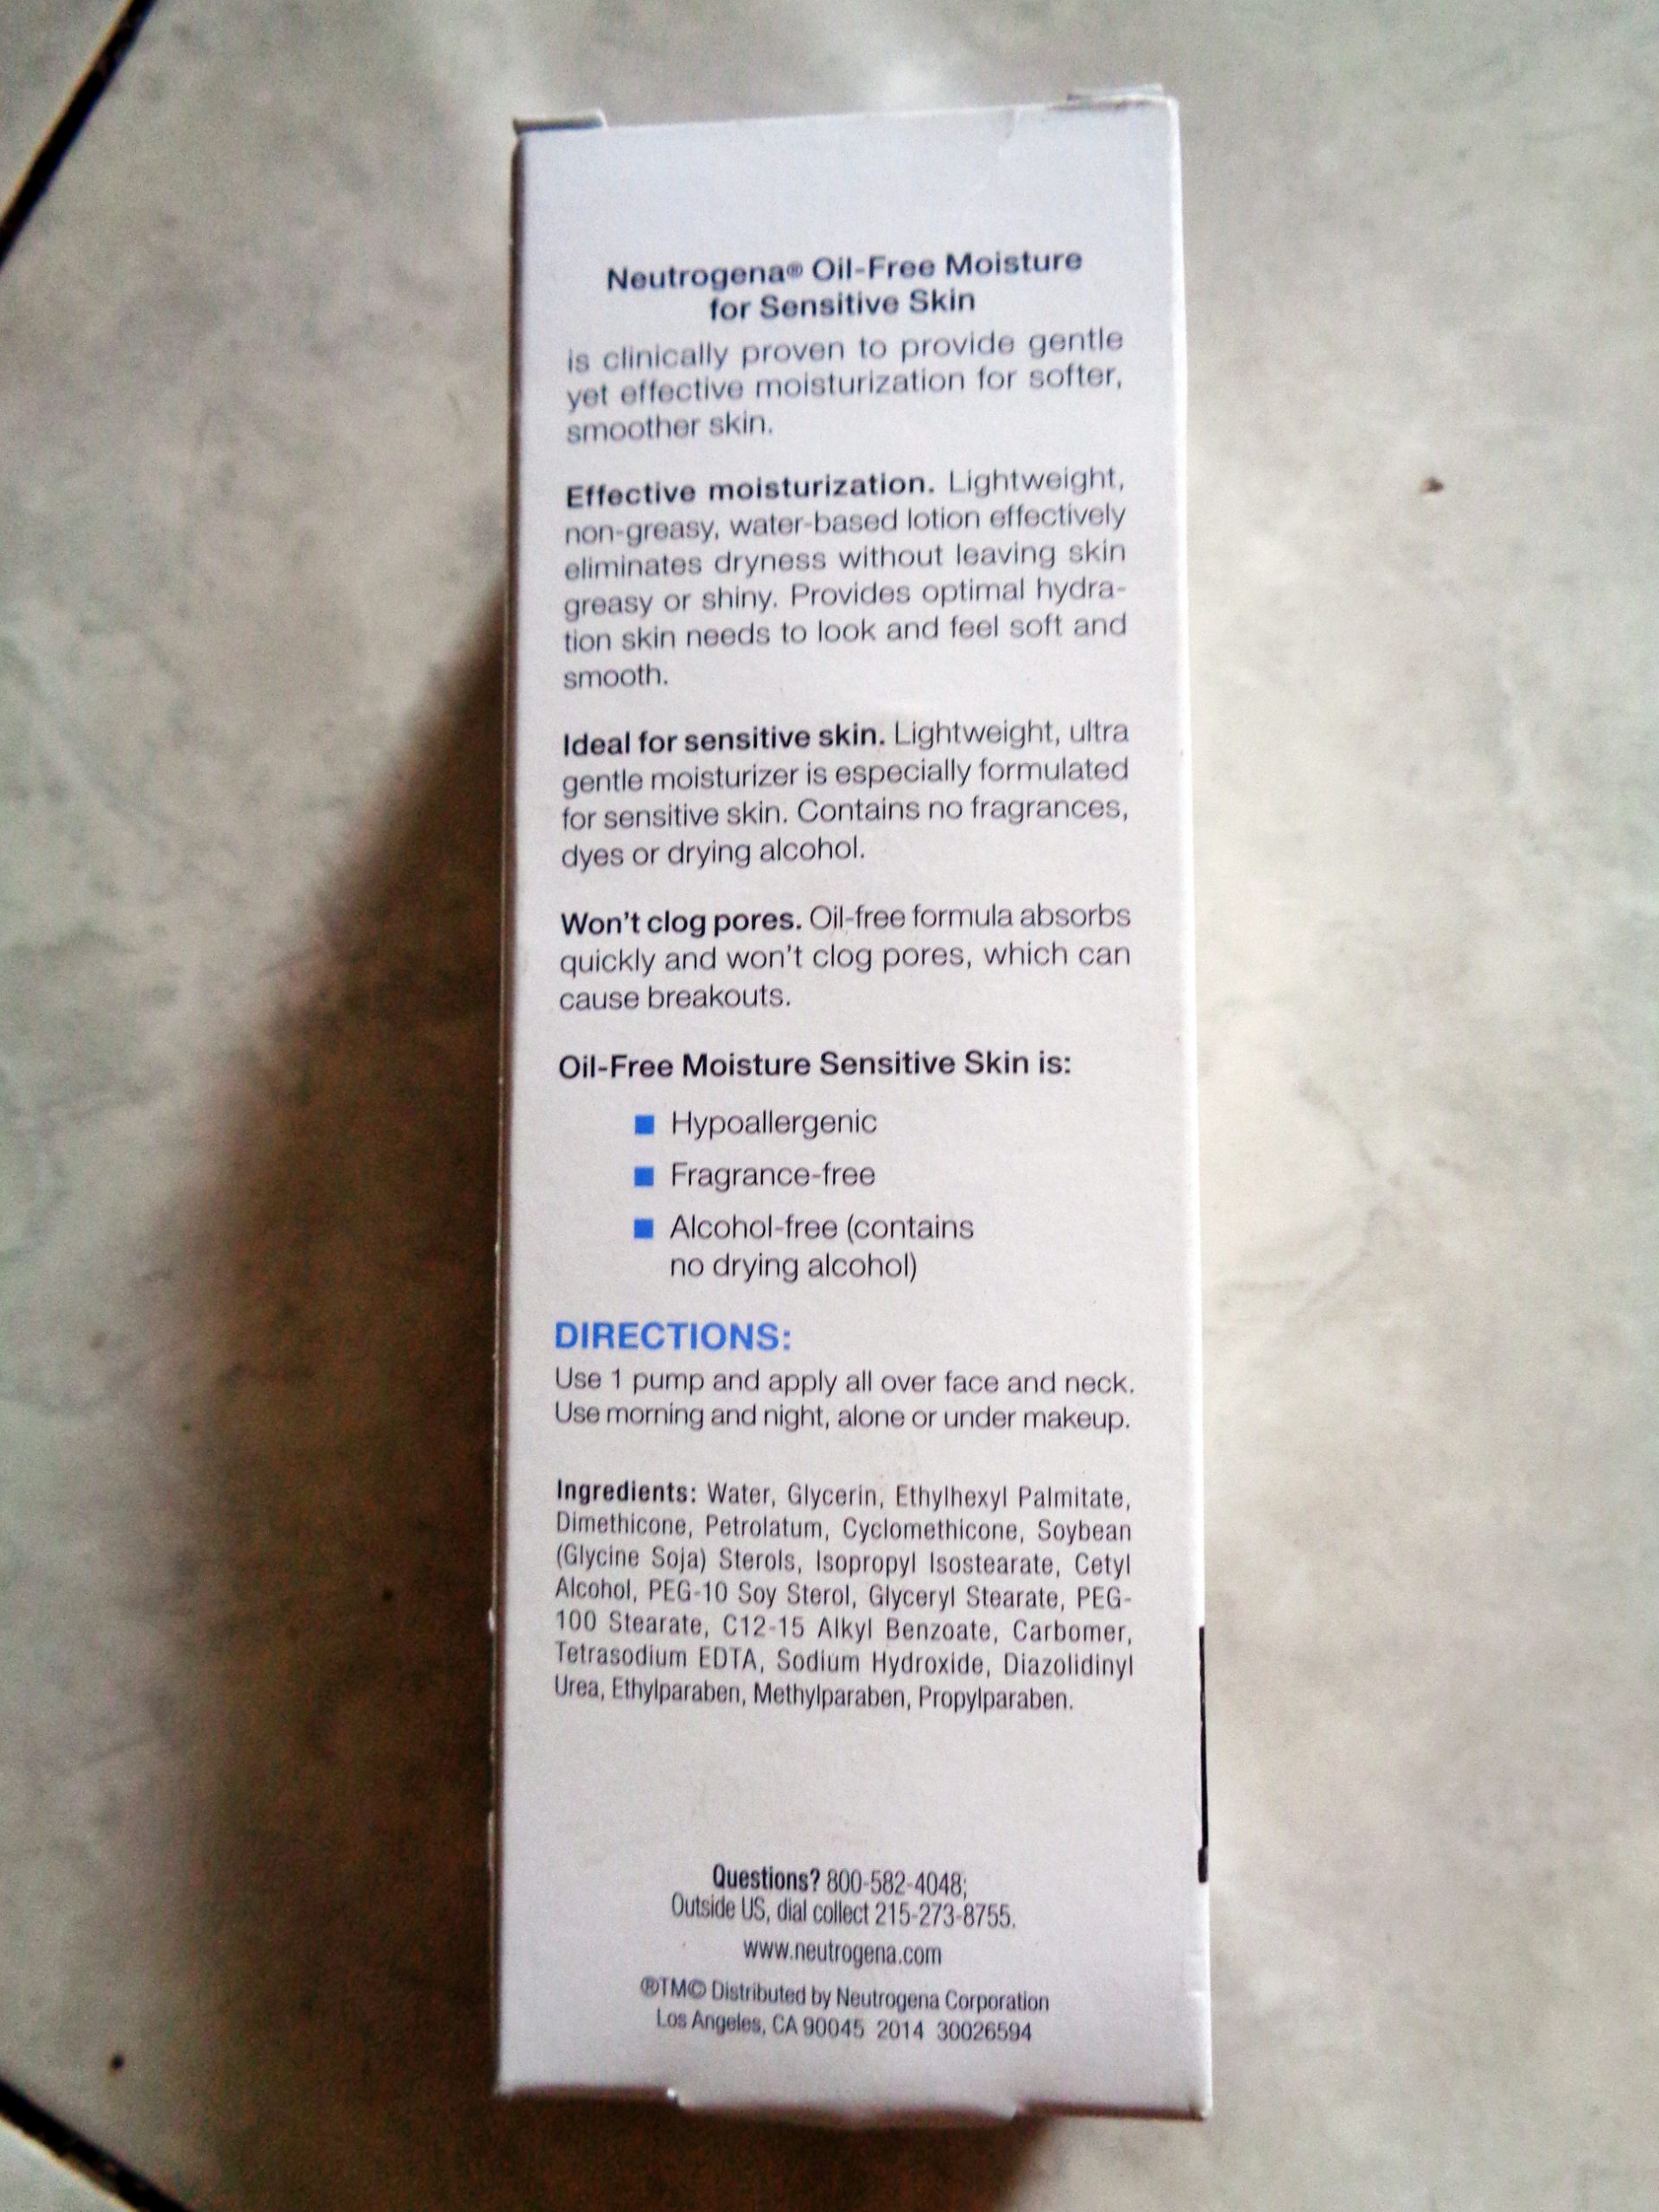 Neutrogena® Oil-Free Moisture
for Sensitive Skin
is clinically proven to provide gentle
yet effective moisturization for softer,
smoother skin.
Effective moisturization. Lightweight,
non-greasy, water-based lotion effectively
eliminates dryness without leaving skin
greasy or shiny. Provides optimal hydra-
tion skin needs to look and feel soft and
smooth.
Ideal for sensitive skin. Lightweight, ultra
gentle moisturizer is especially formulated
for sensitive skin. Contains no fragrances,
dyes or drying alcohol.
Won't clog pores. Oil-free formula absorbs
quickly and won't clog pores, which can
cause breakouts.
Oil-Free Moisture Sensitive Skin is:
■ Hypoallergenic
■ Fragrance-free
■ Alcohol-free (contains
no drying alcohol)
DIRECTIONS:
Use 1 pump and apply all over face and neck.
Use morning and night, alone or under makeup.
Ingredients: Water, Glycerin, Ethylhexyl Palmitate,
Dimethicone, Petrolatum, Cyclomethicone, Soybean
(Glycine Soja) Sterols, Isopropyl Isostearate, Cetyl
Alcohol, PEG-10 Soy Sterol, Glyceryl Stearate, PEG-
100 Stearate, C12-15 Alkyl Benzoate, Carbomer,
Tetrasodium EDTA, Sodium Hydroxide, Diazolidinyl
Urea, Ethylparaben, Methylparaben, Propylparaben.
Questions? 800-582-4048;
Outside US, dial collect 215-273-8755.
www.neutrogena.com
®TM© Distributed by Neutrogena Corporation
Los Angeles, CA 90045 2014 30026594